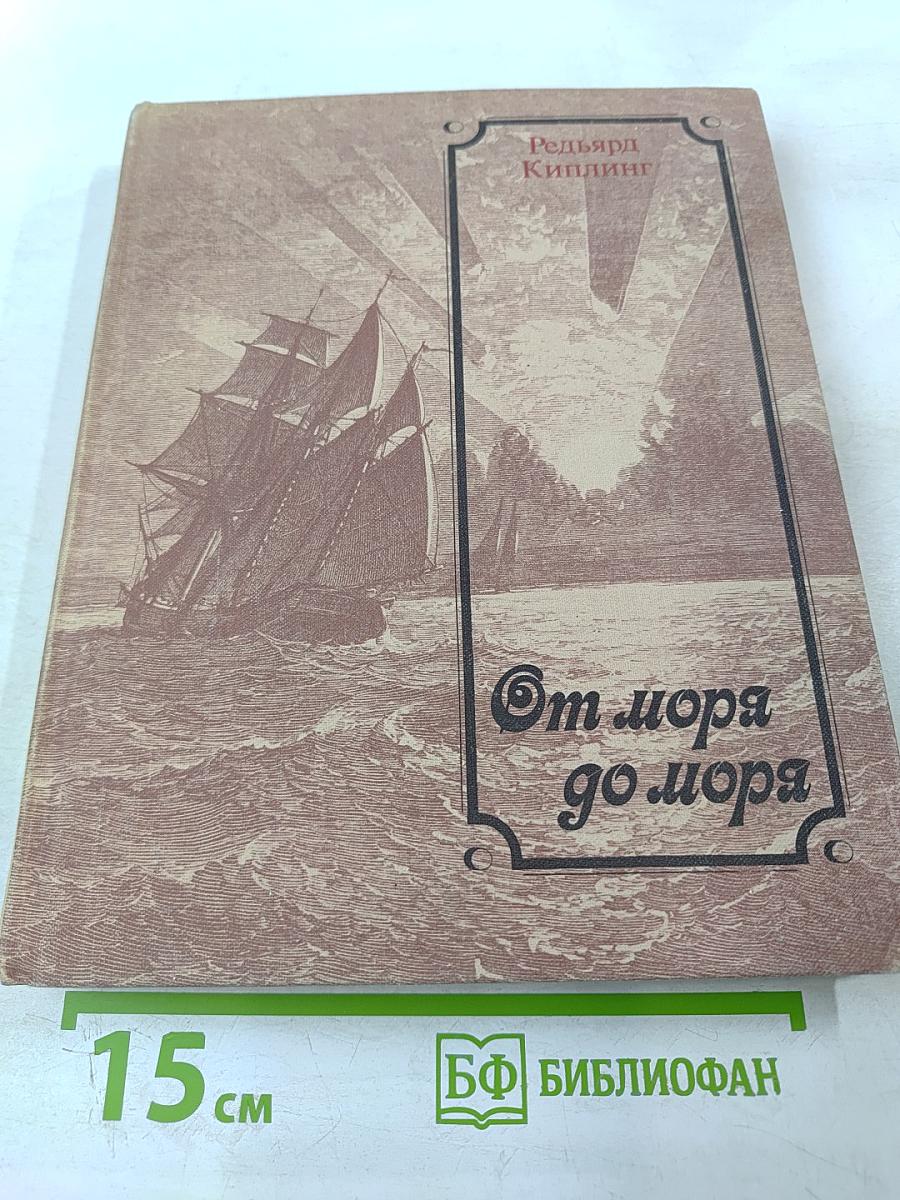 Редьярд
Киплинг
От моря
до моря
15 см
БФ БИБЛИОФАН